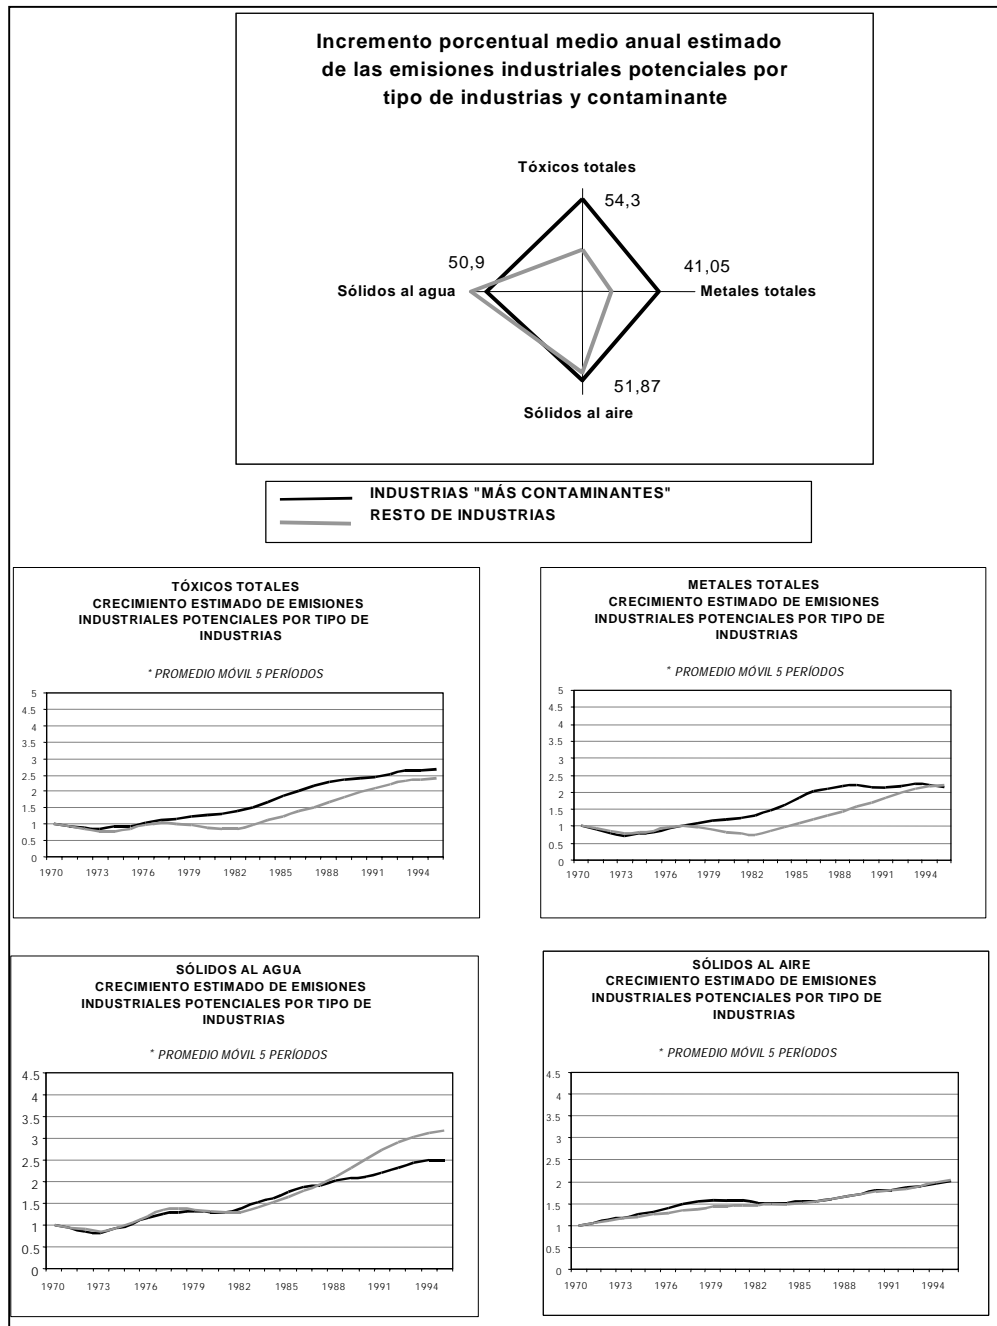 Incremento porcentual medio anual estimado
de las emisiones industriales potenciales por
tipo de industrias y contaminante
Tóxicos totales
54,3
50,9
41,05
Sólidos al agua
Metales totales
51,87
Sólidos al aire
INDUSTRIAS "MÁS CONTAMINANTES"
RESTO DE INDUSTRIAS
TÓXICOS TOTALES
CRECIMIENTO ESTIMADO DE EMISIONES
INDUSTRIALES POTENCIALES POR TIPO DE
INDUSTRIAS
* PROMEDIO MÓVIL 5 PERÍODOS
5
4.5
4
3.5
3
2.5
2
1.5
1
0.5
0
1970 1973 1976 1979 1982 1985 1988 1991 1994
METALES TOTALES
CRECIMIENTO ESTIMADO DE EMISIONES
INDUSTRIALES POTENCIALES POR TIPO DE
INDUSTRIAS
* PROMEDIO MÓVIL 5 PERÍODOS
5
4.5
4
3.5
3
2.5
2
1.5
1
0.5
0
1970 1973 1976 1979 1982 1985 1988 1991 1994
SÓLIDOS AL AGUA
CRECIMIENTO ESTIMADO DE EMISIONES
INDUSTRIALES POTENCIALES POR TIPO DE
INDUSTRIAS
* PROMEDIO MÓVIL 5 PERÍODOS
4.5
4
3.5
3
2.5
2
1.5
1
0.5
0
1970 1973 1976 1979 1982 1985 1988 1991 1994
SÓLIDOS AL AIRE
CRECIMIENTO ESTIMADO DE EMISIONES
INDUSTRIALES POTENCIALES POR TIPO DE
INDUSTRIAS
* PROMEDIO MÓVIL 5 PERÍODOS
4.5
4
3.5
3
2.5
2
1.5
1
0.5
0
1970 1973 1976 1979 1982 1985 1988 1991 1994